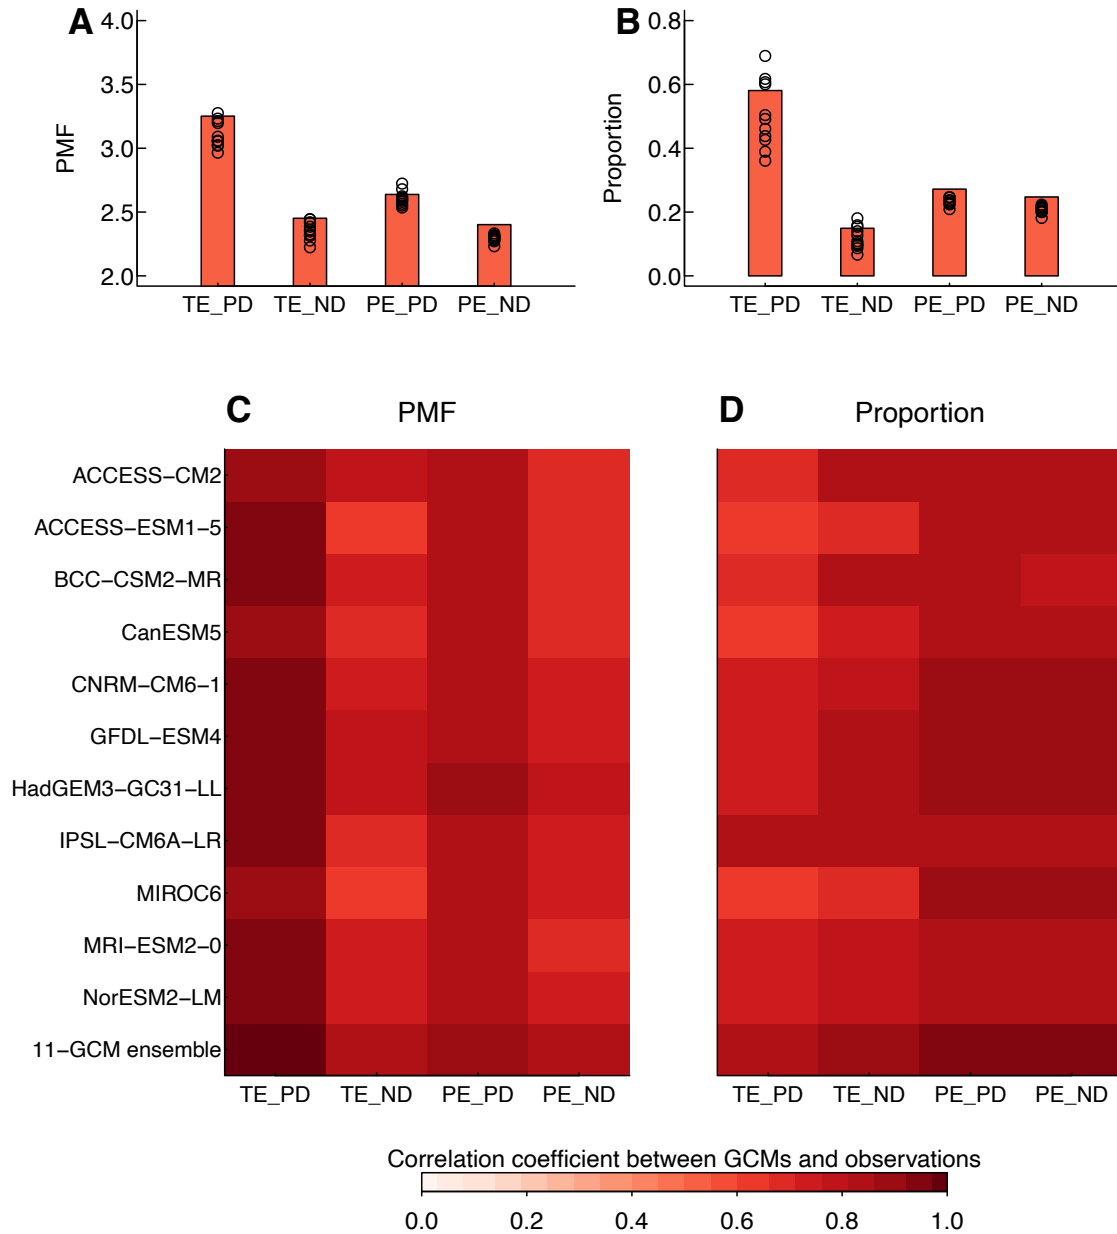 A
4.0
3.5
3.0
2.5
2.0
PMF
TE_PD TE_ND PE_PD PE_ND
B
0.8
0.6
0.4
0.2
0.0
Proportion
TE_PD TE_ND PE_PD PE_ND
C PMF
D Proportion
ACCESS−CM2
ACCESS−ESM1−5
BCC−CSM2−MR
CanESM5
CNRM−CM6−1
GFDL−ESM4
HadGEM3−GC31−LL
IPSL−CM6A−LR
MIROC6
MRI−ESM2−0
NorESM2−LM
11−GCM ensemble
TE_PD TE_ND PE_PD PE_ND
TE_PD TE_ND PE_PD PE_ND
Correlation coefficient between GCMs and observations
0.0 0.2 0.4 0.6 0.8 1.0